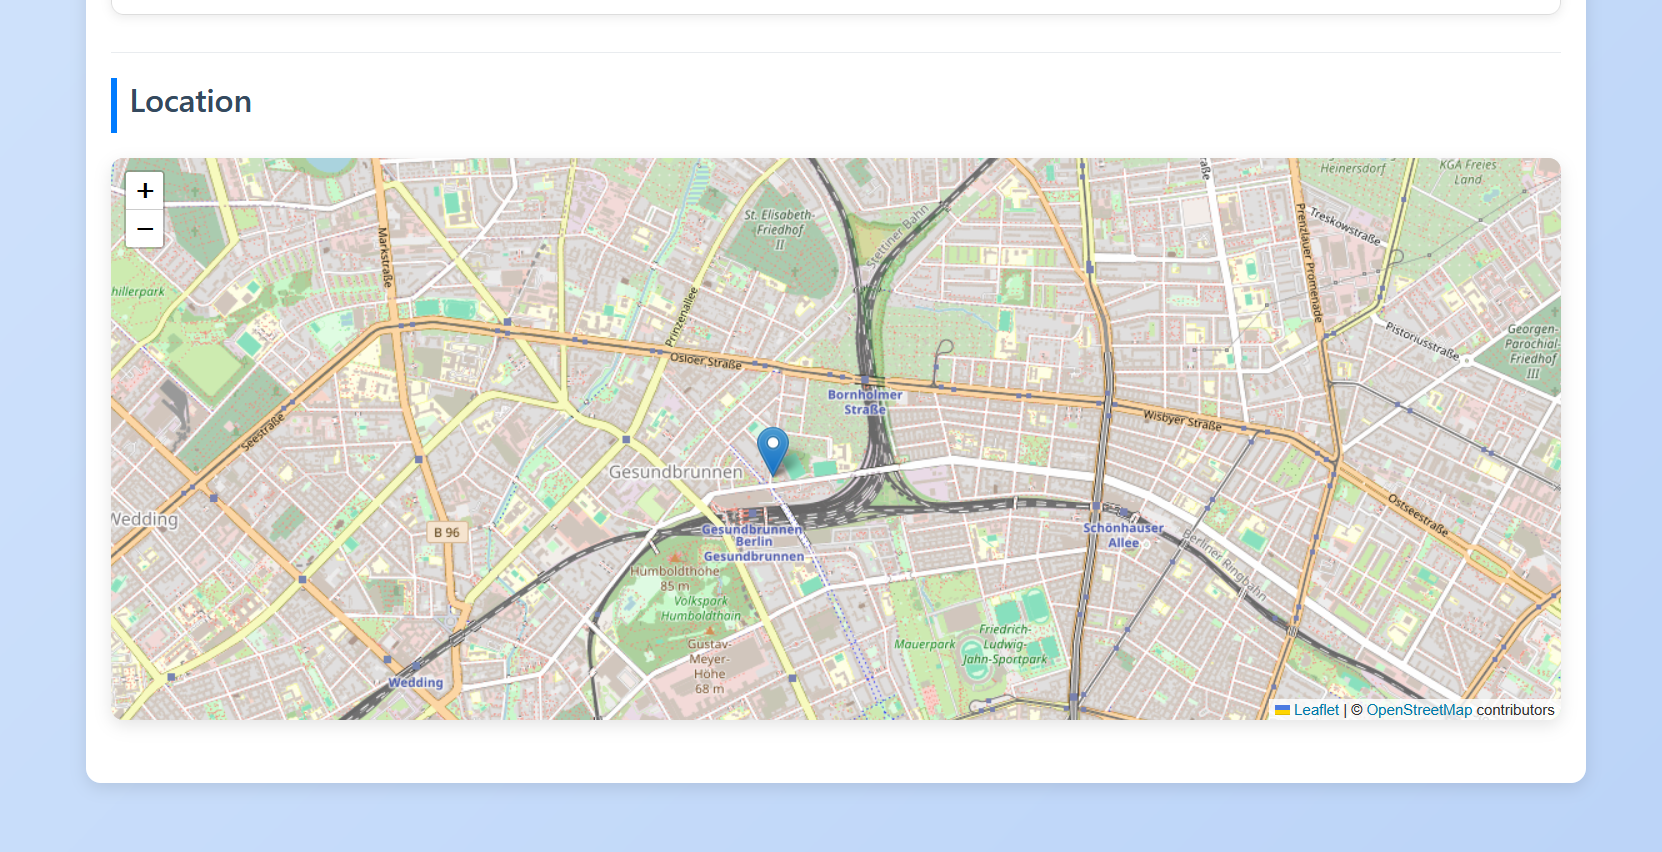 Location
+
−
St. Elisabeth-
Friedhof
II
Stettiner Bahn
Markstraße
hillerpark
Prinzenallee
Osloer Straße
Seestraße
Bornholmer
Straße
Gesundbrunnen
Wedding
B 96
Gesundbrunnen
Berlin
Gesundbrunnen
Humboldthöhe
85 m
Volkspark
Humboldthain
Gustav-
Meyer-
Höhe
68 m
Wedding
aße
Heinersdorf
KGA Freies
Land
Treskowstraße
Prenzlauer Promenade
Pistoriusstraße
Georgen-
Parochial-
Friedhof
III
Wisbyer Straße
Ostseestraße
Schönhauser
Allee
Berliner Ringbahn
Mauerpark
Friedrich-
Ludwig-
Jahn-Sportpark
Leaflet | © OpenStreetMap contributors